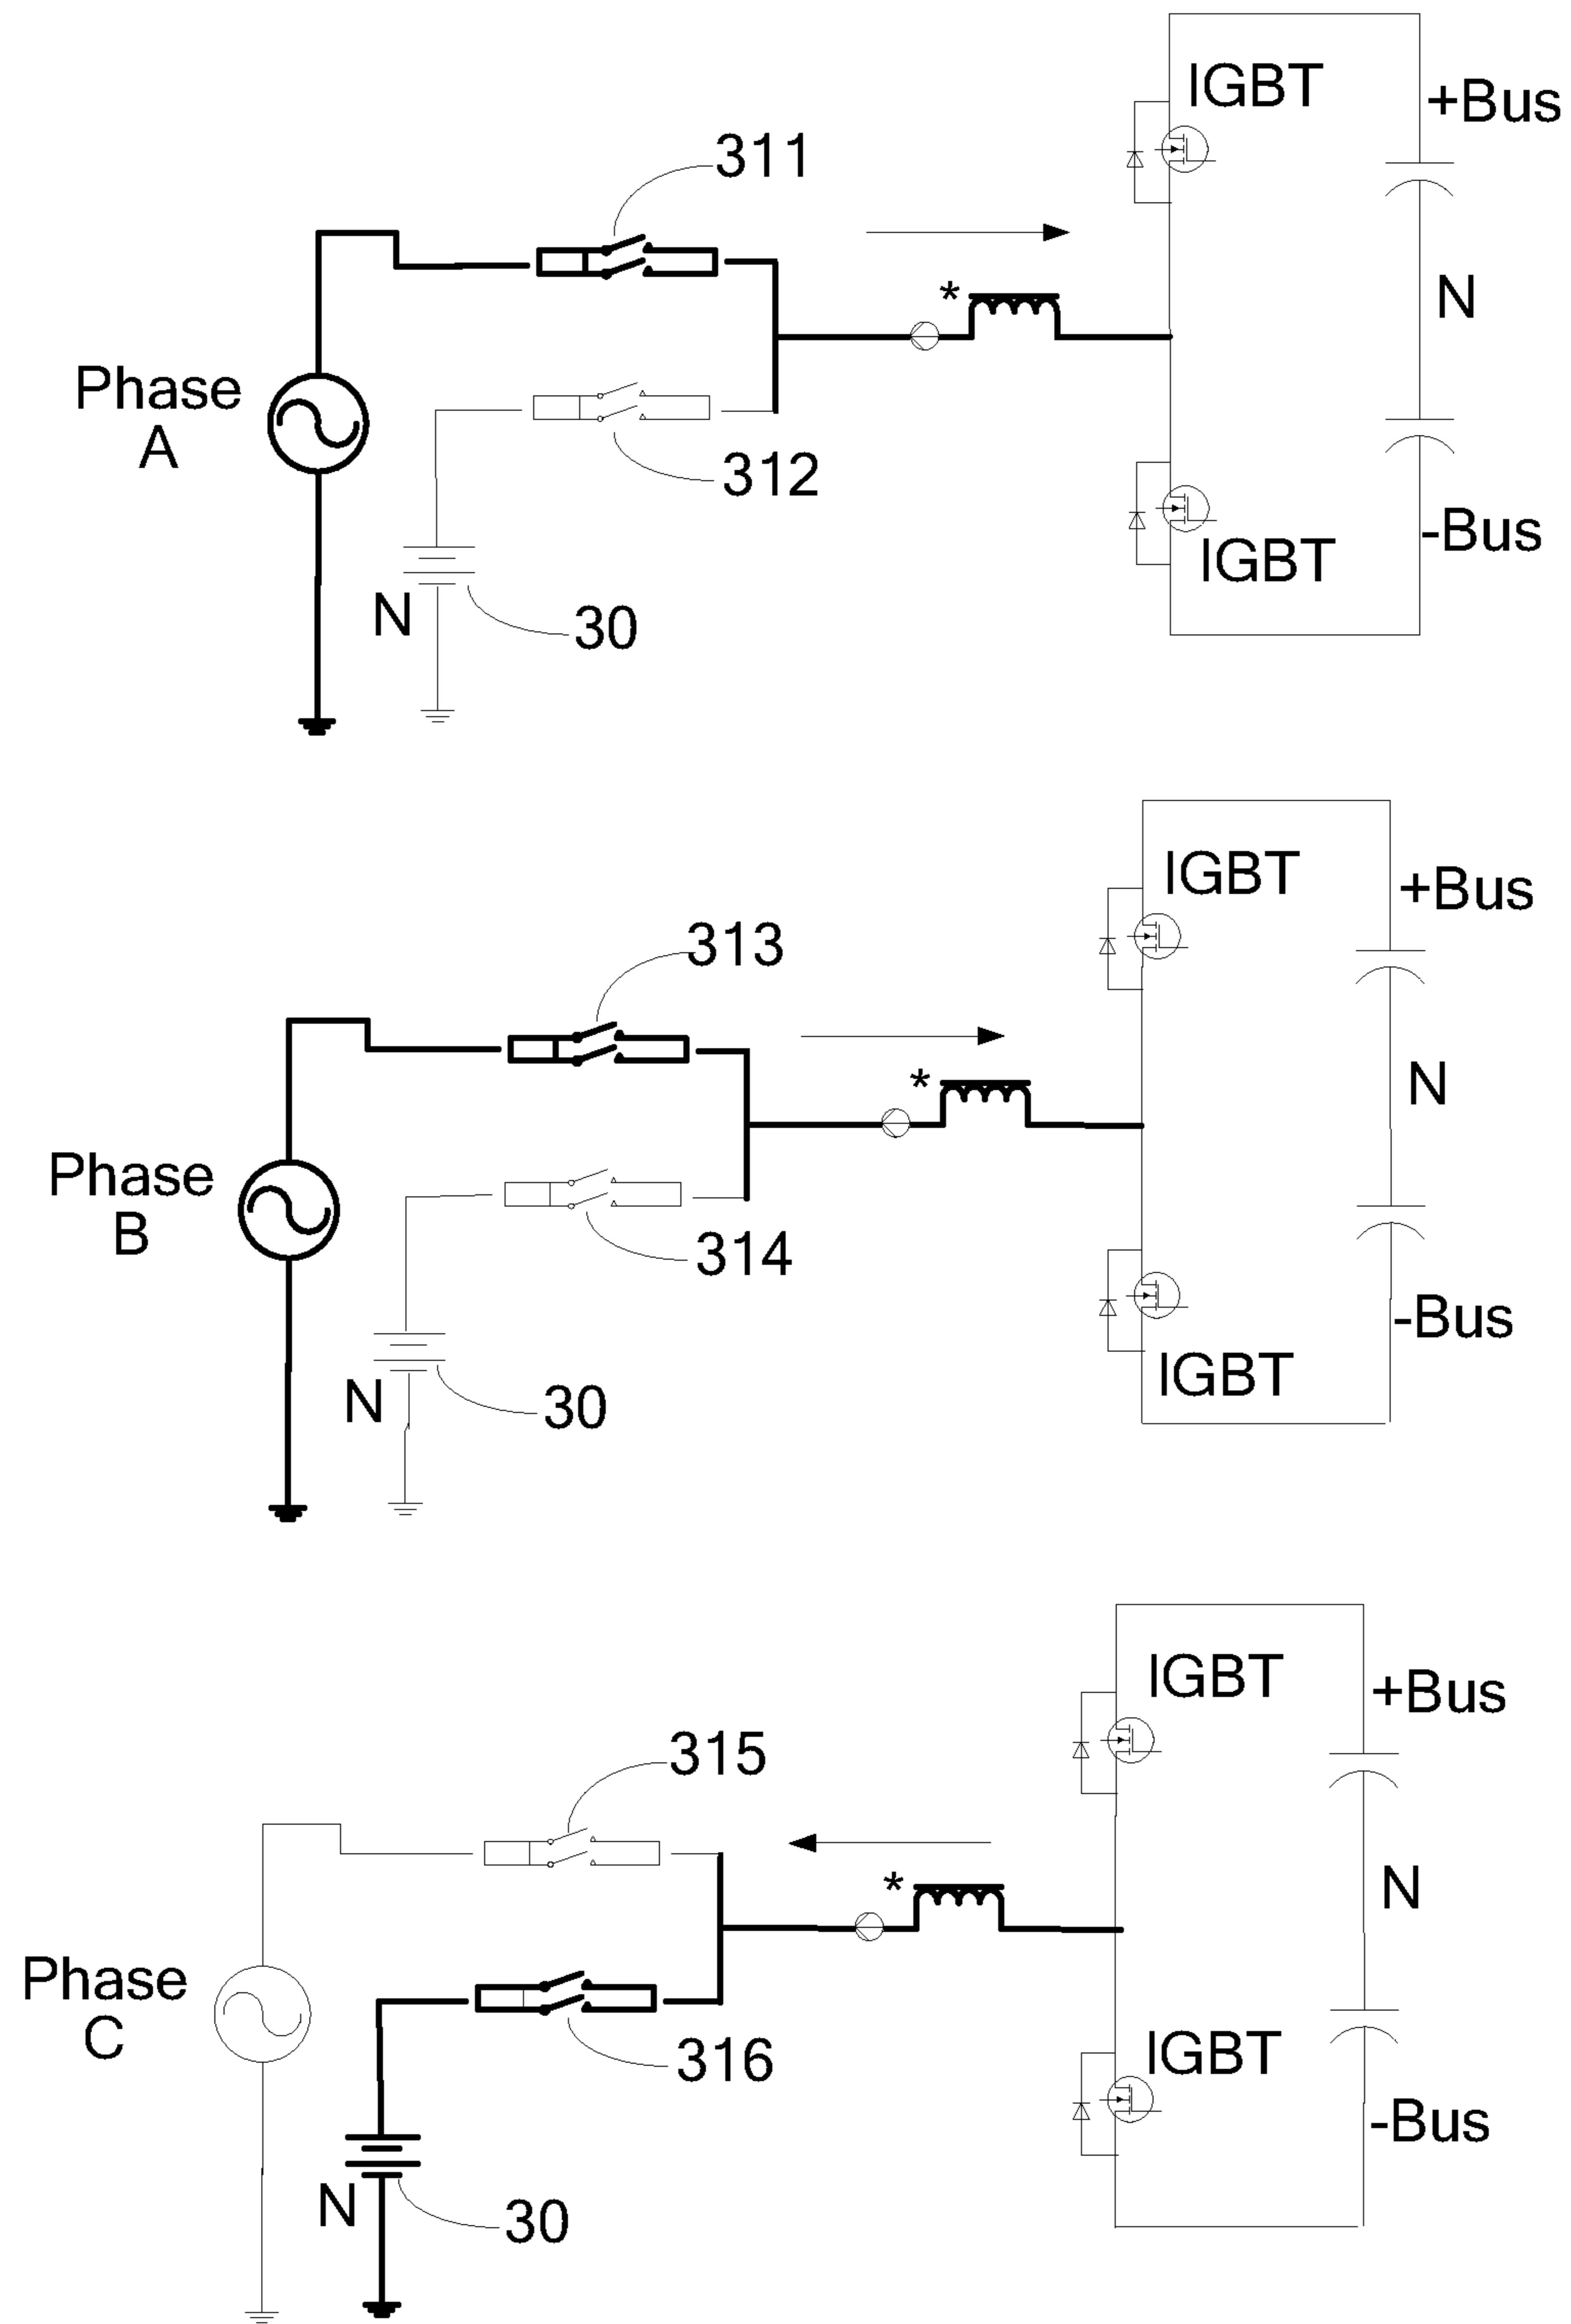 IGBT
+Bus
311
*
N
Phase
A
312
-Bus
IGBT
N
30
IGBT
+Bus
313
*
N
Phase
B
314
-Bus
IGBT
N
30
IGBT
+Bus
315
*
N
Phase
C
IGBT
316
-Bus
N
30